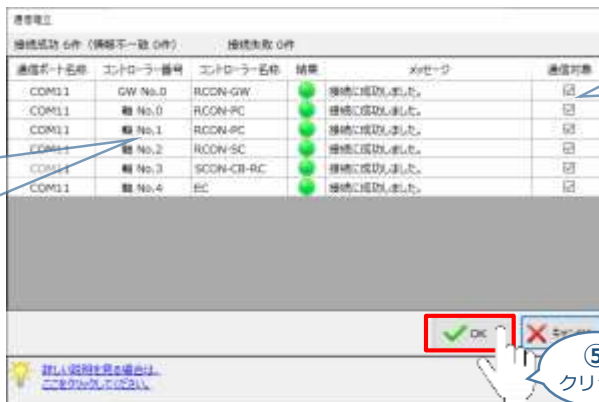 通信確立
接続成功 6件 (情報不一致 0件) 接続失敗 0件
通信ポート名称 コントローラー番号 コントローラー名称 結果 メッセージ 通信対象
COM11 GW No.0 RCON-GW 接続に成功しました。
COM11 軸 No.0 RCON-PC 接続に成功しました。
COM11 軸 No.1 RCON-PC 接続に成功しました。
COM11 軸 No.2 RCON-SC 接続に成功しました。
COM11 軸 No.3 SCON-CB-RC 接続に成功しました。
COM11 軸 No.4 EC 接続に成功しました。
OK
⑤
クリッ
詳しい説明を見る場合は、
ここをクリックしてください。